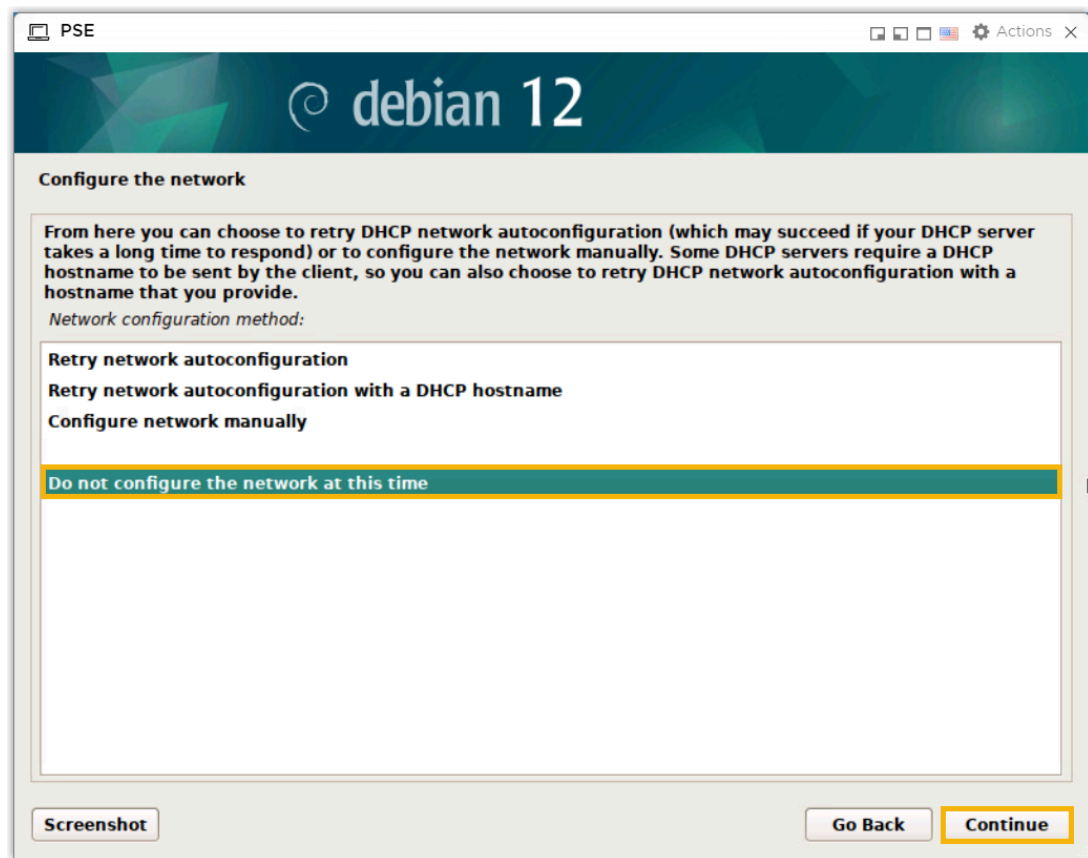 PSE
Actions
debian 12
Configure the network
From here you can choose to retry DHCP network autoconfiguration (which may succeed if your DHCP server
takes a long time to respond) or to configure the network manually. Some DHCP servers require a DHCP
hostname to be sent by the client, so you can also choose to retry DHCP network autoconfiguration with a
hostname that you provide.
Network configuration method:
Retry network autoconfiguration
Retry network autoconfiguration with a DHCP hostname
Configure network manually
Do not configure the network at this time
Screenshot
Go Back
Continue